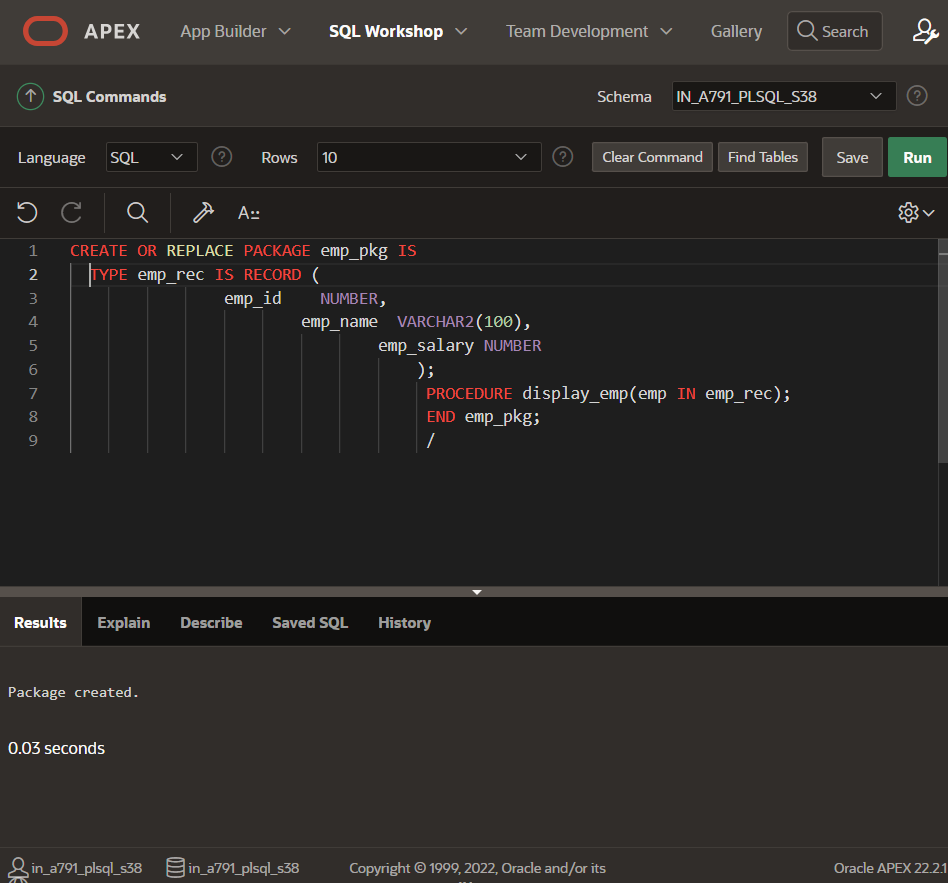 APEX App Builder SQL Workshop Team Development Gallery Search
SQL Commands Schema IN_A791_PLSQL_S38 ?
Language SQL ? Rows 10 ? Clear Command Find Tables Save Run
A::
1 CREATE OR REPLACE PACKAGE emp_pkg IS
2 TYPE emp_rec IS RECORD (
3 emp_id NUMBER,
4 emp_name VARCHAR2(100),
5 emp_salary NUMBER
6 );
7 PROCEDURE display_emp(emp IN emp_rec);
8 END emp_pkg;
9 /
Results Explain Describe Saved SQL History
Package created.
0.03 seconds
in_a791_plsql_s38 in_a791_plsql_s38 Copyright © 1999, 2022, Oracle and/or its Oracle APEX 22.2.1